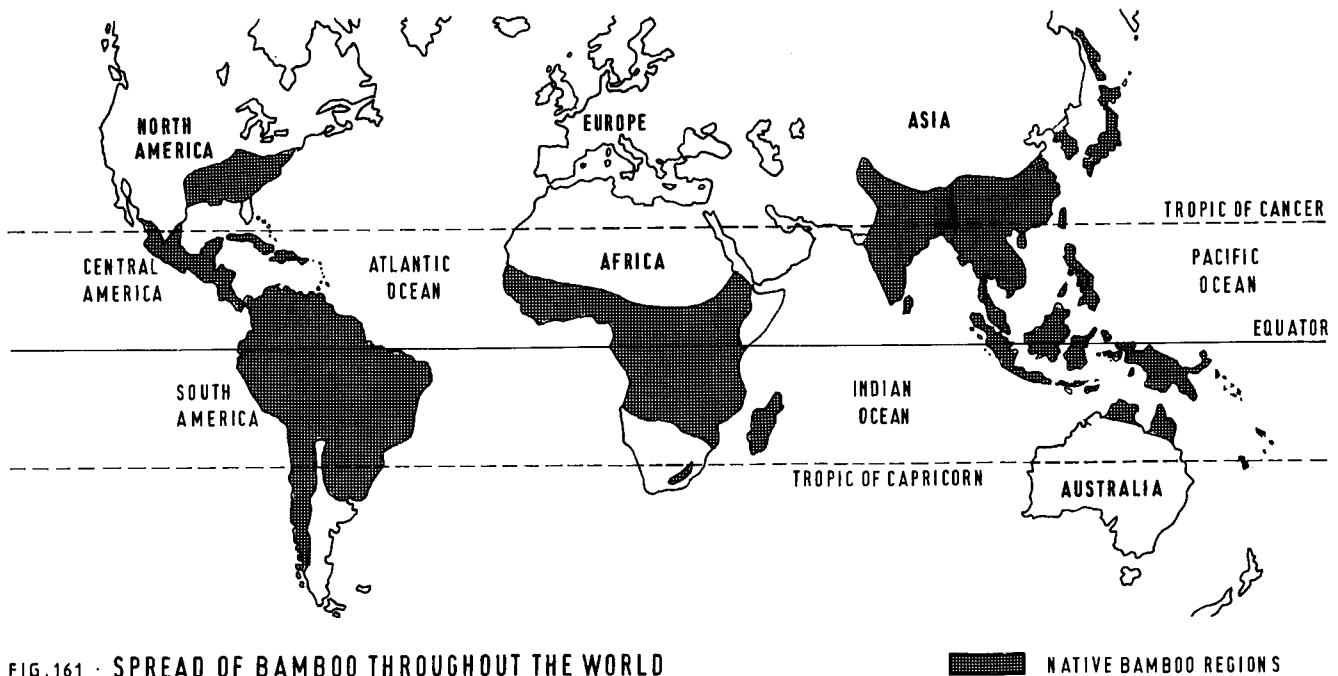 NORTH
AMERICA
EUROPE
ASIA
TROPIC OF CANCER
CENTRAL
AMERICA
ATLANTIC
OCEAN
AFRICA
PACIFIC
OCEAN
EQUATOR
SOUTH
AMERICA
INDIAN
OCEAN
TROPIC OF CAPRICORN
AUSTRALIA
FIG.161 · SPREAD OF BAMBOO THROUGHOUT THE WORLD
NATIVE BAMBOO REGIONS